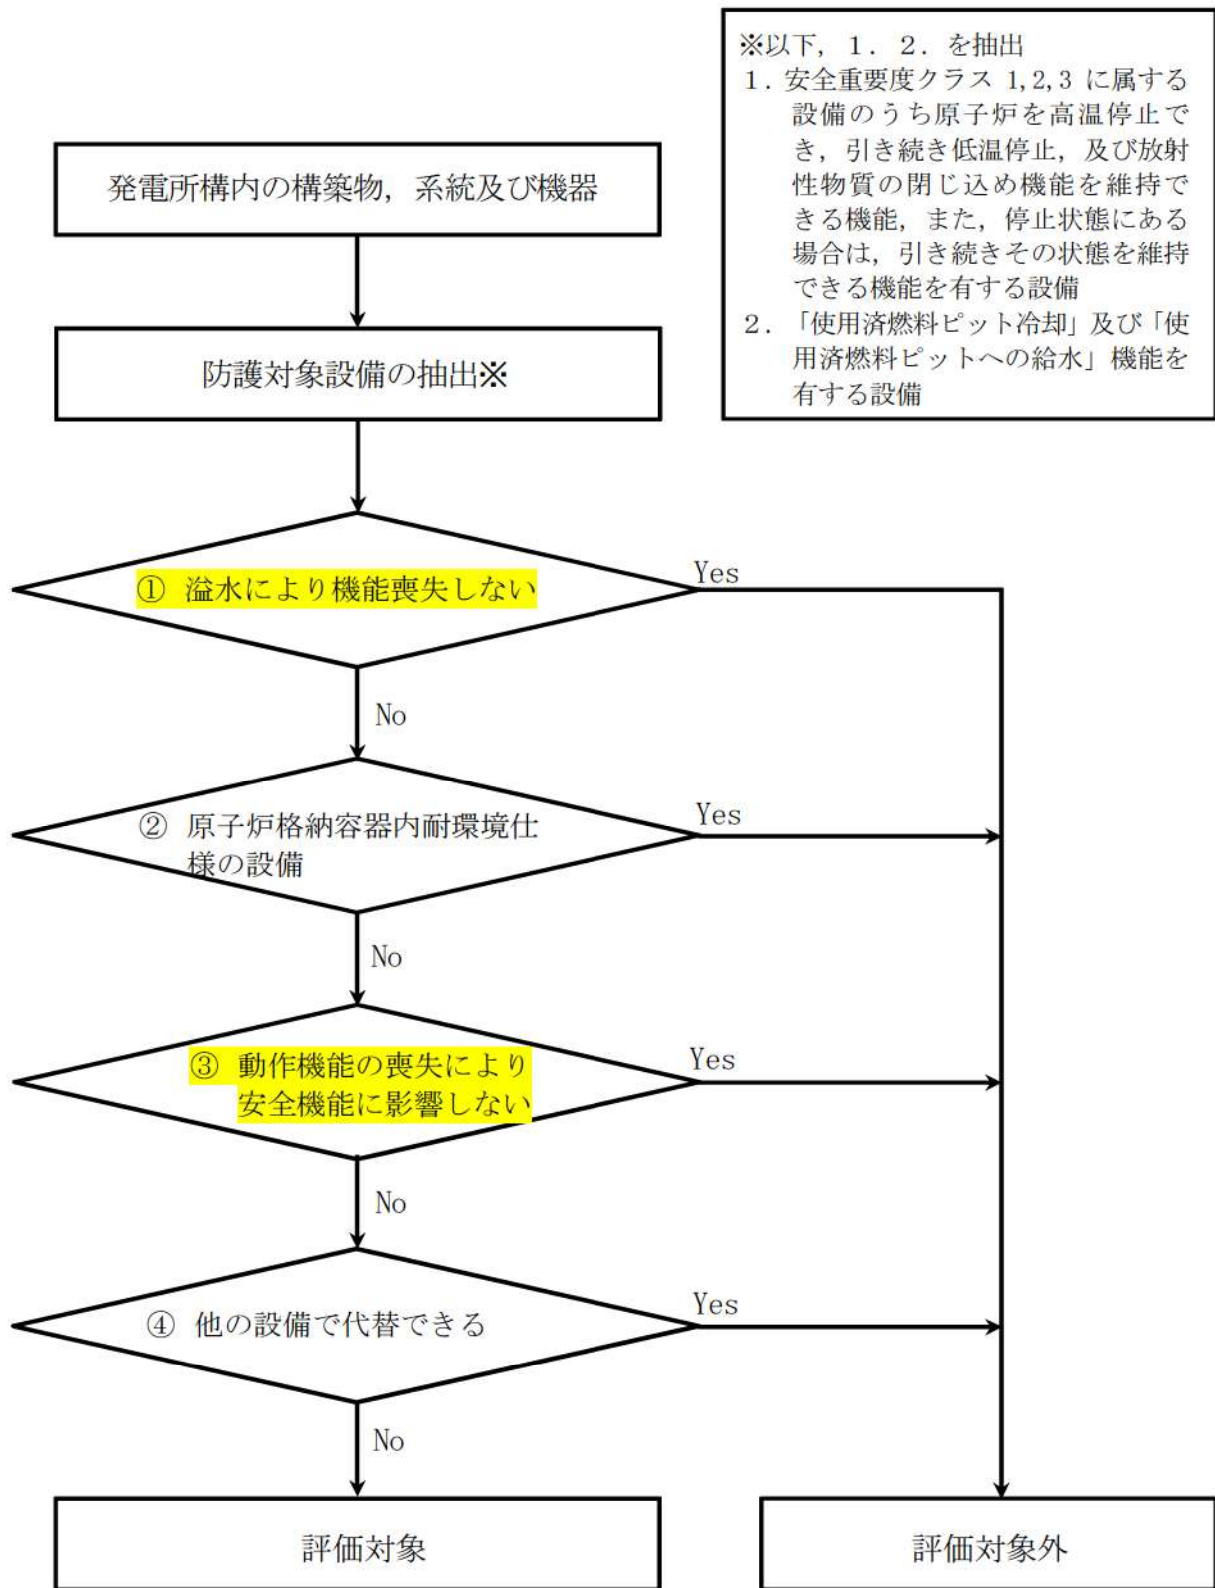 ※以下，１．２．を抽出
１．安全重要度クラス 1,2,3 に属する
設備のうち原子炉を高温停止で
き，引き続き低温停止，及び放射
性物質の閉じ込め機能を維持で
きる機能，また，停止状態にある
場合は，引き続きその状態を維持
できる機能を有する設備
２．「使用済燃料ピット冷却」及び「使
用済燃料ピットへの給水」機能を
有する設備
発電所構内の構築物，系統及び機器
防護対象設備の抽出※
① 溢水により機能喪失しない
Yes
No
② 原子炉格納容器内耐環境仕
様の設備
Yes
No
③ 動作機能の喪失により
安全機能に影響しない
Yes
No
④ 他の設備で代替できる
Yes
No
評価対象
評価対象外